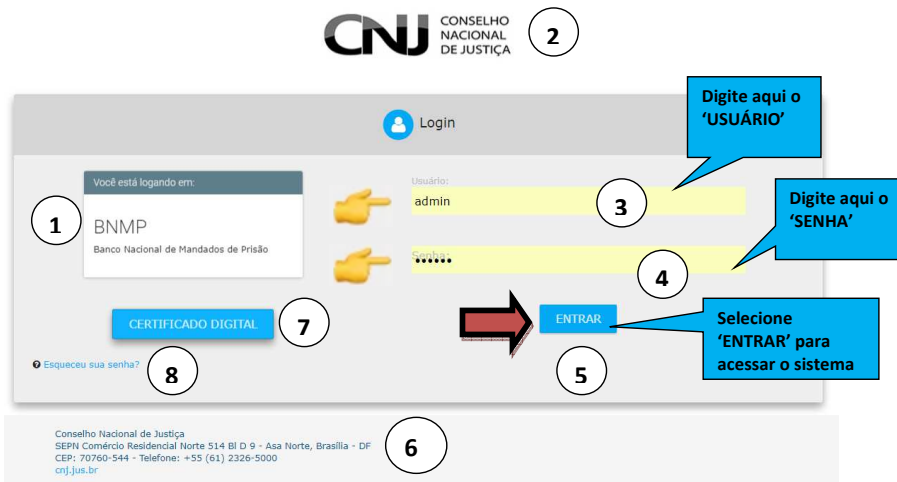 CNJ
CONSELHO
NACIONAL
DE JUSTIÇA
2
Login
Digite aqui o
‘USUÁRIO’
Você está logando em:
BNMP
Banco Nacional de Mandados de Prisão
1
Usuário:
admin
3
Digite aqui o
‘SENHA’
Senha:
••••••
4
CERTIFICADO DIGITAL
7
ENTRAR
5
Selecione
‘ENTRAR’ para
acessar o sistema
Esqueceu sua senha?
8
Conselho Nacional de Justiça
SEPN Comércio Residencial Norte 514 Bl D 9 - Asa Norte, Brasília - DF
CEP: 70760-544 - Telefone: +55 (61) 2326-5000
cnj.jus.br
6